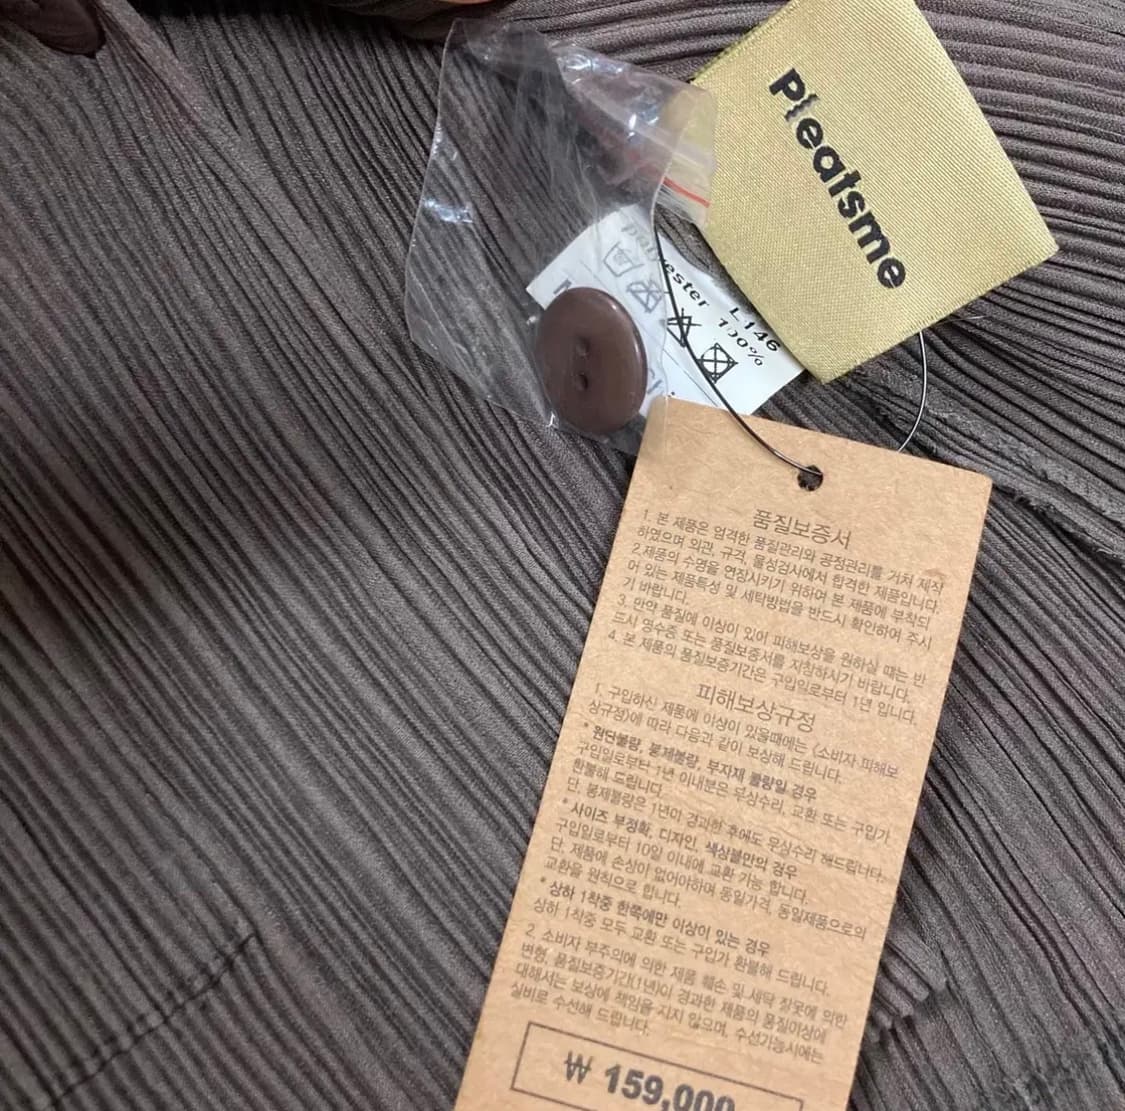 Pleatsme
L146
polyester 100%
품질보증서
1. 본 제품은 엄격한 품질관리와 공정관리를 거쳐 제작
하였으며 외관, 규격, 물성검사에서 합격한 제품입니다.
2.제품의 수명을 연장시키기 위하여 본 제품에 부착되
어 있는 제품특성 및 세탁방법을 반드시 확인하여 주시
기 바랍니다.
3. 만약 품질에 이상이 있어 피해보상을 원하실 때는 반
드시 영수증 또는 품질보증서를 지참하시기 바랍니다.
4. 본 제품의 품질보증기간은 구입일로부터 1년 입니다.
피해보상규정
1. 구입하신 제품에 이상이 있을때에는 (소비자 피해보
상규정)에 따라 다음과 같이 보상해 드립니다.
* 원단불량, 봉제불량, 부자재 불량일 경우
구입일로부터 1년 이내분은 무상수리, 교환 또는 구입가
환불해 드립니다.
단, 봉제불량은 1년이 경과한 후에도 무상수리 해드립니다.
* 사이즈 부정확, 디자인, 색상불만의 경우
구입일로부터 10일 이내에 교환 가능 합니다.
단, 제품에 손상이 없어야하며 동일가격, 동일제품으로의
교환을 원칙으로 합니다.
* 상하 1착중 한쪽에만 이상이 있는 경우
상하 1착중 모두 교환 또는 구입가 환불해 드립니다.
2. 소비자 부주의에 의한 제품 훼손 및 세탁 잘못에 의한
변형, 품질보증기간(1년)이 경과한 제품의 품질이상에
대해서는 보상에 책임을 지지 않으며, 수선가능시에는
실비로 수선해 드립니다.
₩ 159,000